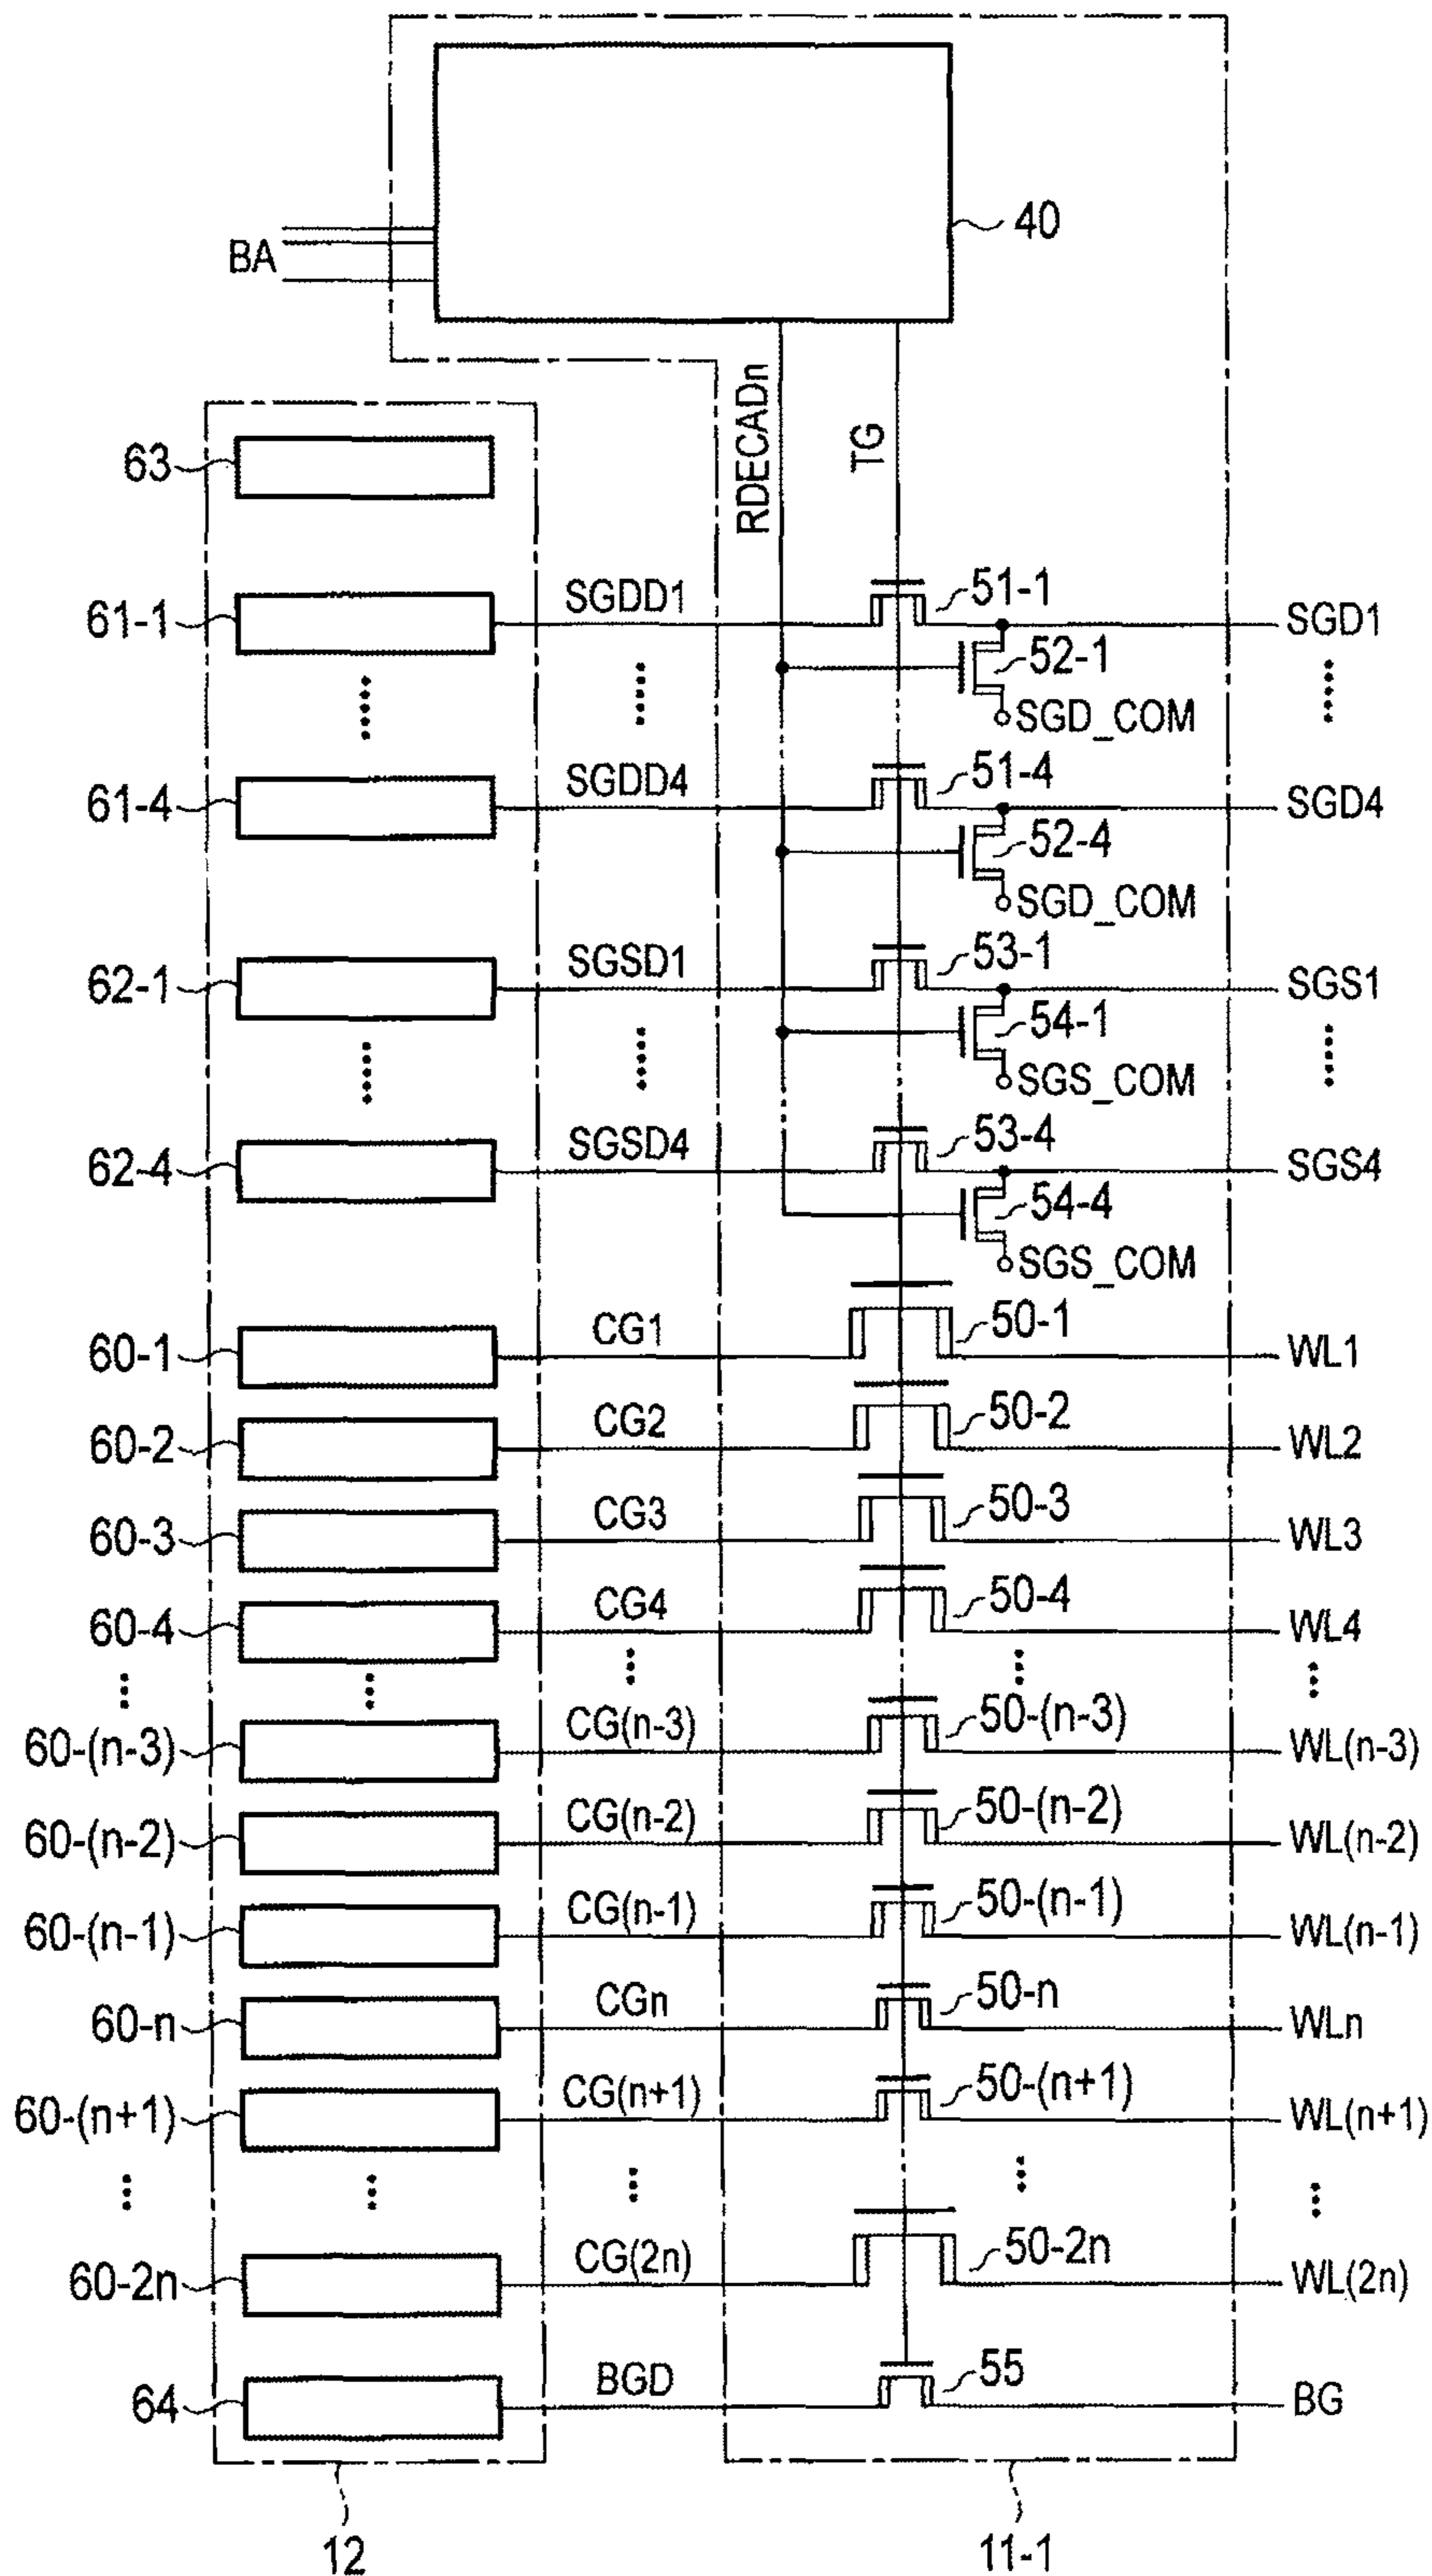 40
BA
RDECADn
TG
63
61-1 SGDD1 51-1 SGD1
52-1
SGD_COM
61-4 SGDD4 51-4 SGD4
52-4
SGD_COM
62-1 SGSD1 53-1 SGS1
54-1
SGS_COM
62-4 SGSD4 53-4 SGS4
54-4
SGS_COM
60-1 CG1 50-1 WL1
60-2 CG2 50-2 WL2
60-3 CG3 50-3 WL3
60-4 CG4 50-4 WL4
60-(n-3) CG(n-3) 50-(n-3) WL(n-3)
60-(n-2) CG(n-2) 50-(n-2) WL(n-2)
60-(n-1) CG(n-1) 50-(n-1) WL(n-1)
60-n CGn 50-n WLn
60-(n+1) CG(n+1) 50-(n+1) WL(n+1)
60-2n CG(2n) 50-2n WL(2n)
64 BGD 55 BG
12 11-1